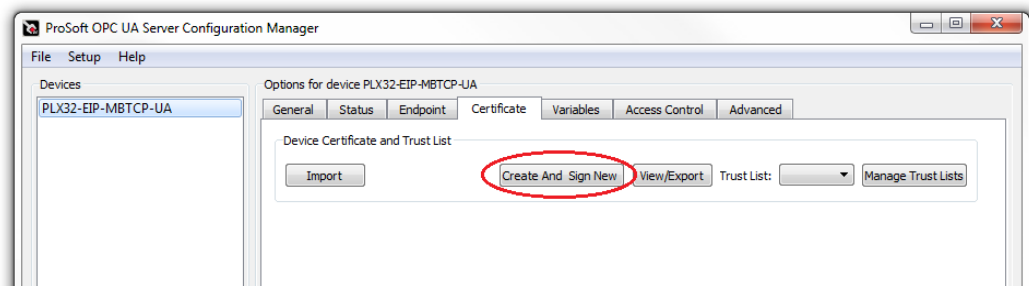 ProSoft OPC UA Server Configuration Manager
File Setup Help
Devices
PLX32-EIP-MBTCP-UA
Options for device PLX32-EIP-MBTCP-UA
General Status Endpoint Certificate Variables Access Control Advanced
Device Certificate and Trust List
Import Create And Sign New View/Export Trust List: Manage Trust Lists